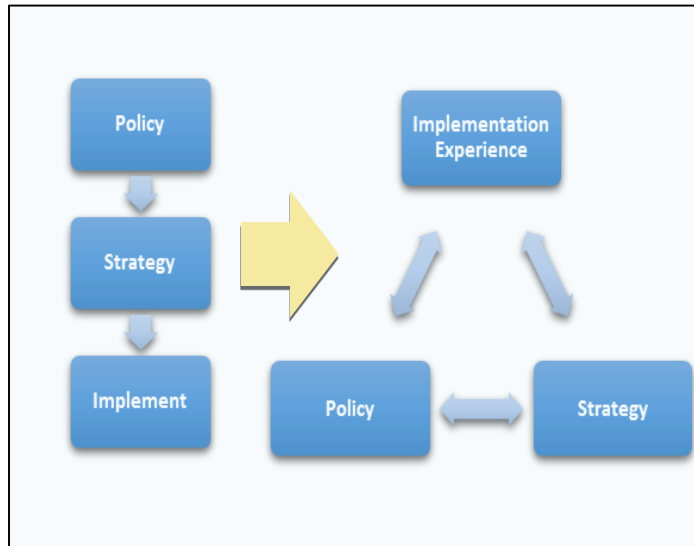 Policy
Strategy
Implement
Implementation
Experience
Policy
Strategy